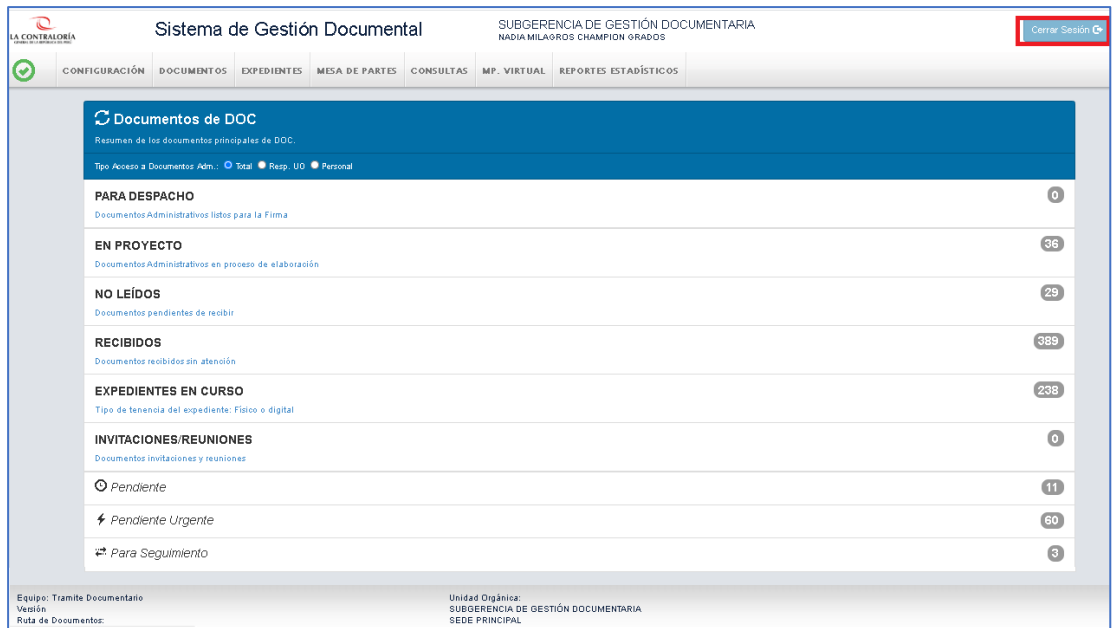 LA CONTRALORÍA
GENERAL DE LA REPÚBLICA DEL PERÚ
Sistema de Gestión Documental
SUBGERENCIA DE GESTIÓN DOCUMENTARIA
NADIA MILAGROS CHAMPION GRADOS
Cerrar Sesión
CONFIGURACIÓN DOCUMENTOS EXPEDIENTES MESA DE PARTES CONSULTAS MP. VIRTUAL REPORTES ESTADÍSTICOS
Documentos de DOC
Resumen de los documentos principales de DOC.
Tipo Acceso a Documentos Adm.: Total Resp. UO Personal
PARA DESPACHO 0
Documentos Administrativos listos para la Firma
EN PROYECTO 36
Documentos Administrativos en proceso de elaboración
NO LEÍDOS 29
Documentos pendientes de recibir
RECIBIDOS 389
Documentos recibidos sin atención
EXPEDIENTES EN CURSO 238
Tipo de tenencia del expediente: Físico o digital
INVITACIONES/REUNIONES 0
Documentos invitaciones y reuniones
Pendiente 11
Pendiente Urgente 60
Para Seguimiento 3
Equipo: Tramite Documentario
Versión
Ruta de Documentos:
Unidad Orgánica:
SUBGERENCIA DE GESTIÓN DOCUMENTARIA
SEDE PRINCIPAL